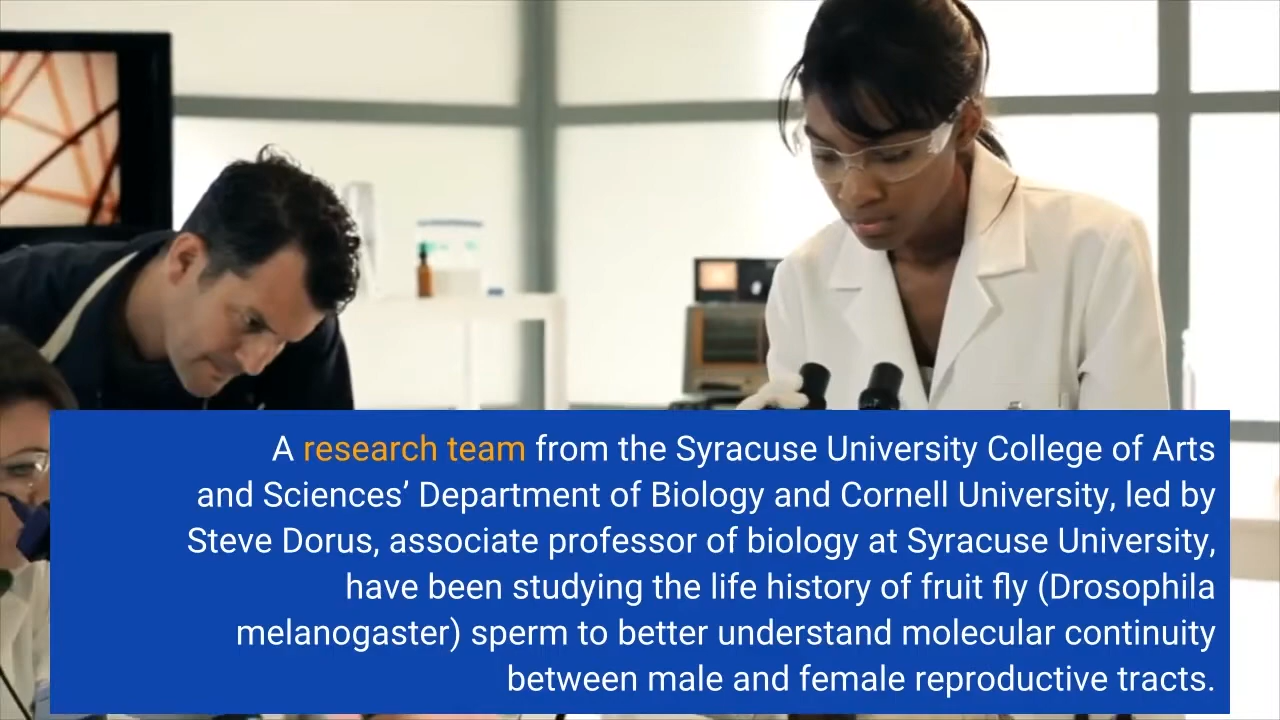 A research team from the Syracuse University College of Arts
and Sciences’ Department of Biology and Cornell University, led by
Steve Dorus, associate professor of biology at Syracuse University,
have been studying the life history of fruit fly (Drosophila
melanogaster) sperm to better understand molecular continuity
between male and female reproductive tracts.